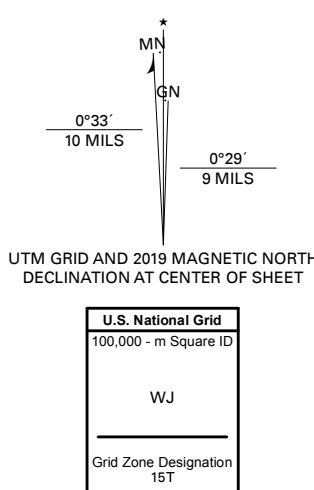 ★
MN
GN
0°33´
10 MILS
0°29´
9 MILS
UTM GRID AND 2019 MAGNETIC NORTH
DECLINATION AT CENTER OF SHEET
U.S. National Grid
100,000 - m Square ID
WJ
Grid Zone Designation
15T